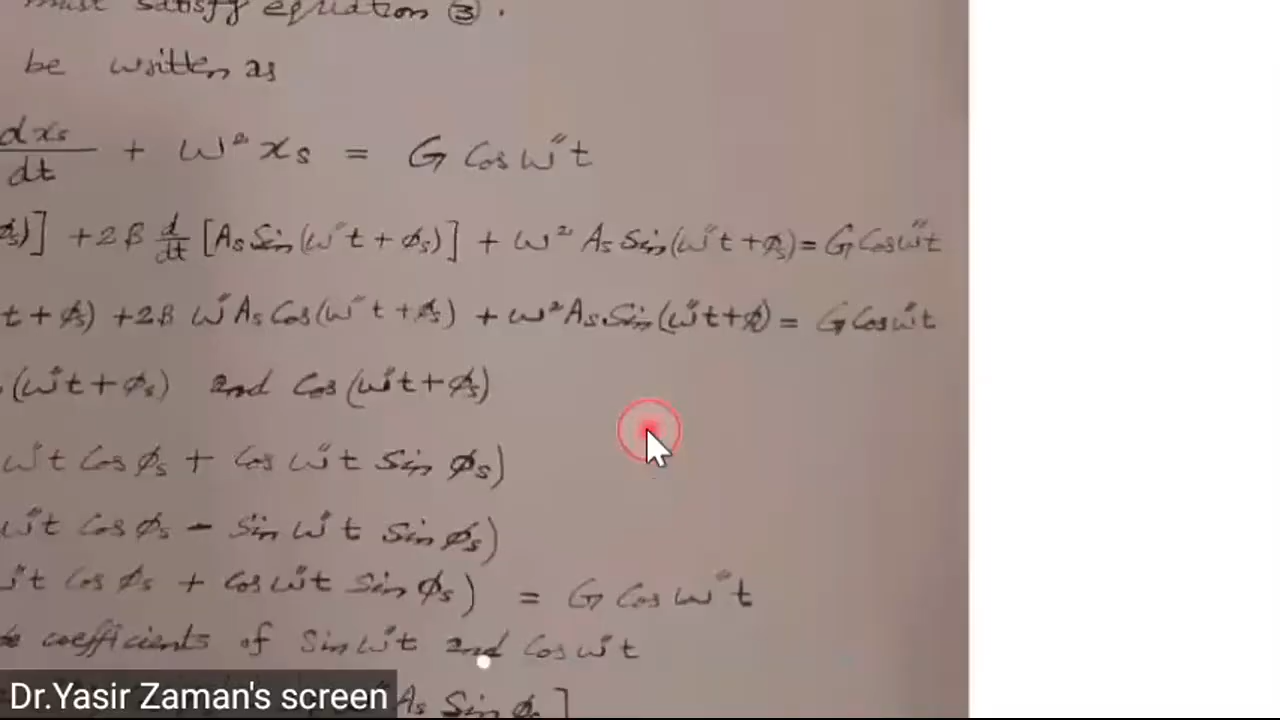 must satisfy equation ③.
be written as
dxₛ/dt + ω²xₛ = G Cos ω″t
ϕₛ)] + 2β d/dt [Aₛ Sin(ω″t + ϕₛ)] + ω² Aₛ Sin(ω″t + ϕₛ) = G Cos ω″t
t + ϕₛ) + 2β ω″ Aₛ Cos(ω″t + ϕₛ) + ω² Aₛ Sin(ω″t + ϕ) = G Cos ω″t
(ω″t + ϕₛ) and Cos(ω″t + ϕₛ)
ω″t Cos ϕₛ + Cos ω″t Sin ϕₛ)
ω″t Cos ϕₛ - Sin ω″t Sin ϕₛ)
ω″t Cos ϕₛ + Cos ω″t Sin ϕₛ) = G Cos ω″t
coefficients of Sin ω″t and Cos ω″t
Aₛ Sin ϕₛ]
Dr.Yasir Zaman's screen